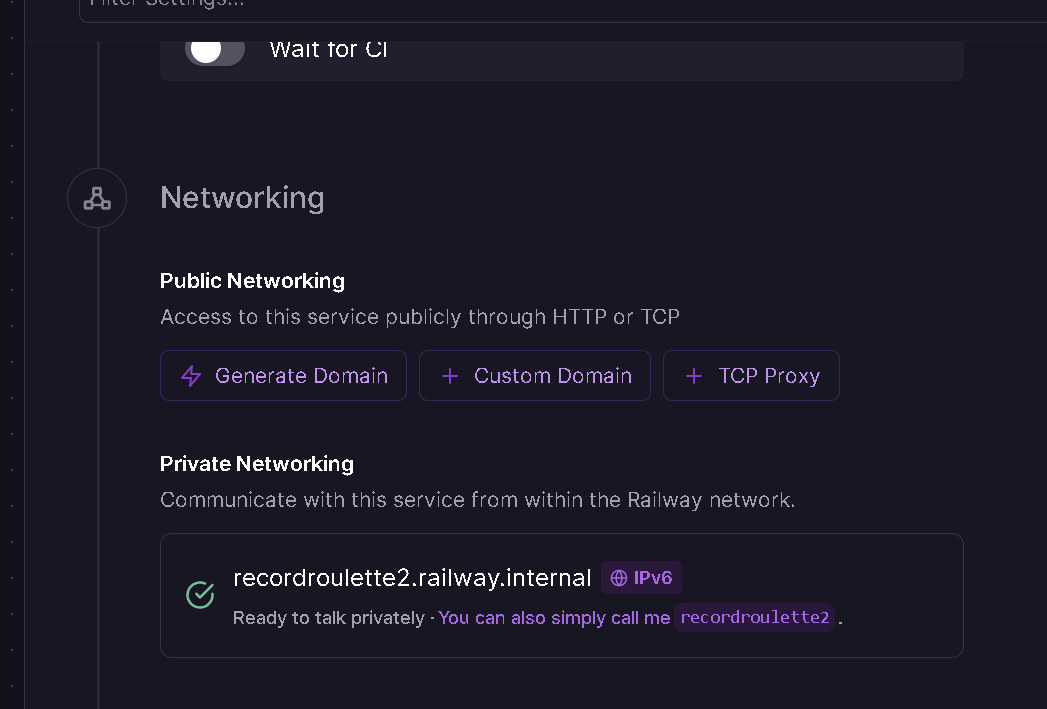 Filter Settings...
Wait for CI
Networking
Public Networking
Access to this service publicly through HTTP or TCP
Generate Domain
Custom Domain
TCP Proxy
Private Networking
Communicate with this service from within the Railway network.
recordroulette2.railway.internal IPv6
Ready to talk privately · You can also simply call me recordroulette2 .